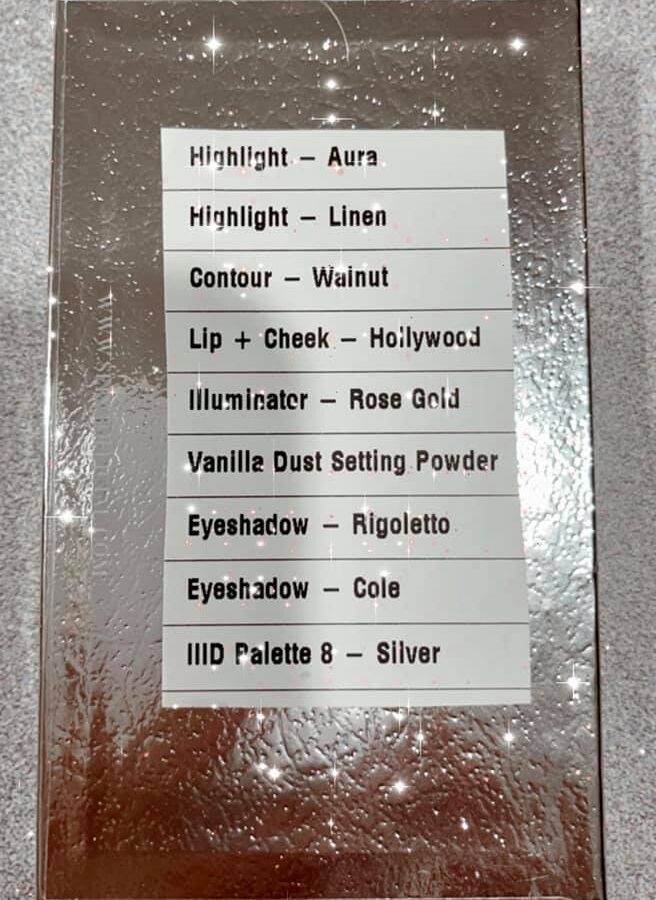 Highlight – Aura
Highlight – Linen
Contour – Walnut
Lip + Cheek – Hollywood
Illuminator – Rose Gold
Vanilla Dust Setting Powder
Eyeshadow – Rigoletto
Eyeshadow – Cole
IIID Palette 8 – Silver